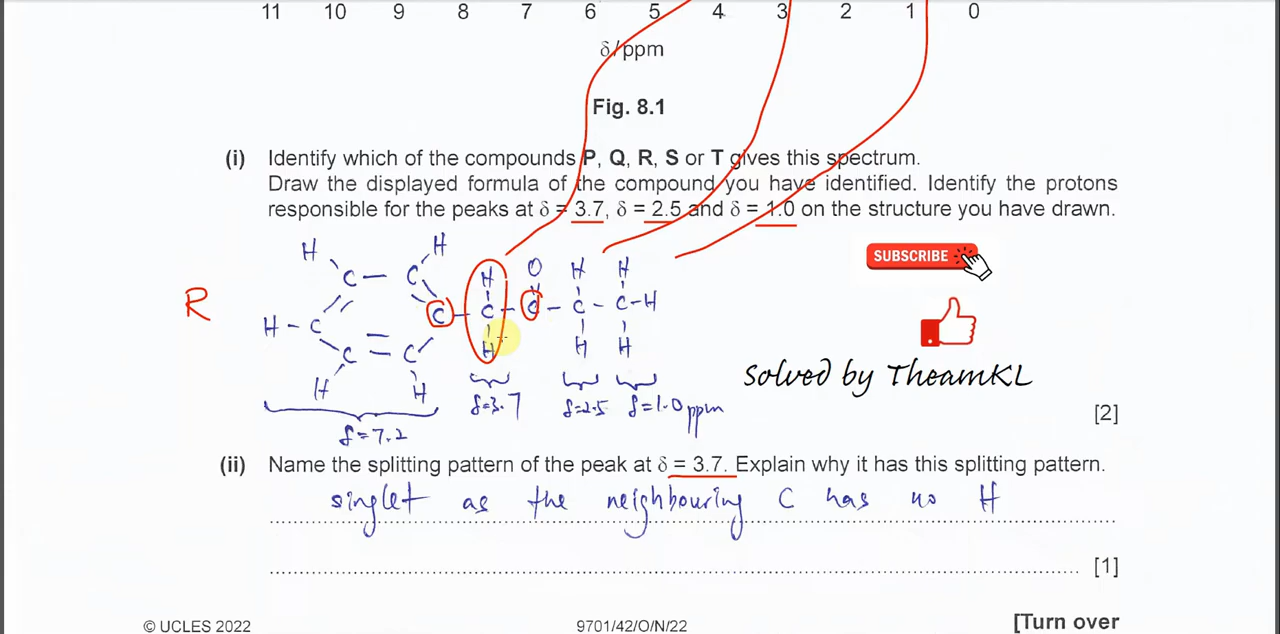 11 10 9 8 7 6 5 4 3 2 1 0
δ/ppm
Fig. 8.1
(i) Identify which of the compounds P, Q, R, S or T gives this spectrum.
Draw the displayed formula of the compound you have identified. Identify the protons
responsible for the peaks at δ = 3.7, δ = 2.5 and δ = 1.0 on the structure you have drawn.
SUBSCRIBE
H H
C C H O H H
R H C C C C C C H
C C H H H
H H
δ=3.7 δ=2.5 δ=1.0 ppm
δ=7.2
Solved by TheamKL
[2]
(ii) Name the splitting pattern of the peak at δ = 3.7. Explain why it has this splitting pattern.
singlet as the neighbouring C has no H
[1]
© UCLES 2022 9701/42/O/N/22 [Turn over